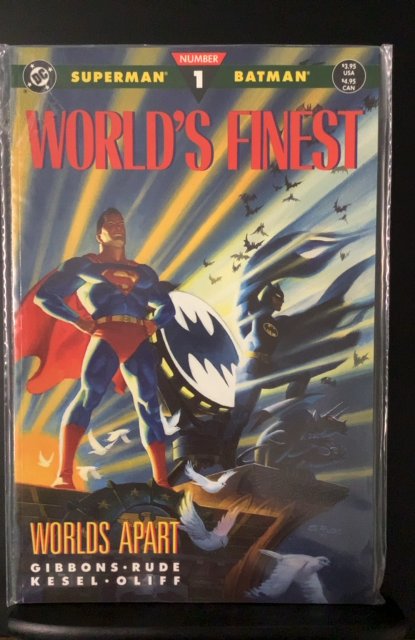 DC
NUMBER
SUPERMAN 1 BATMAN
$3.95
USA
$4.95
CAN
WORLD'S FINEST
WORLDS APART
GIBBONS • RUDE
KESEL • OLIFF